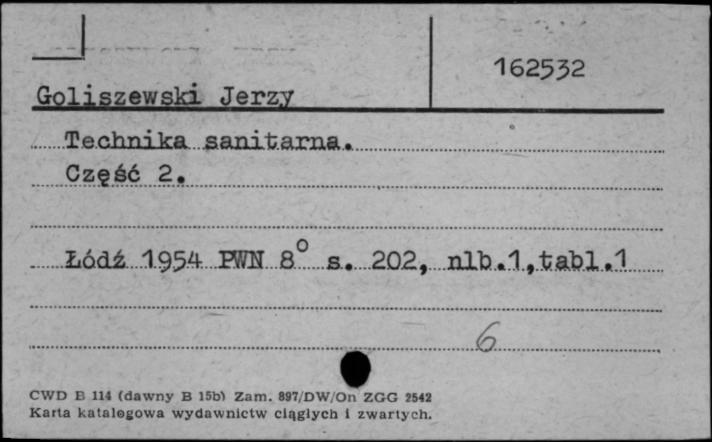 162532
Goliszewski Jerzy
Technika sanitarna.
Część 2.
Łódź 1954 PWN 8° s. 202, nlb.1,tabl.1
6
CWD B 114 (dawny B 15b) Zam. 897/DW/On ZGG 2542
Karta katalogowa wydawnictw ciągłych i zwartych.